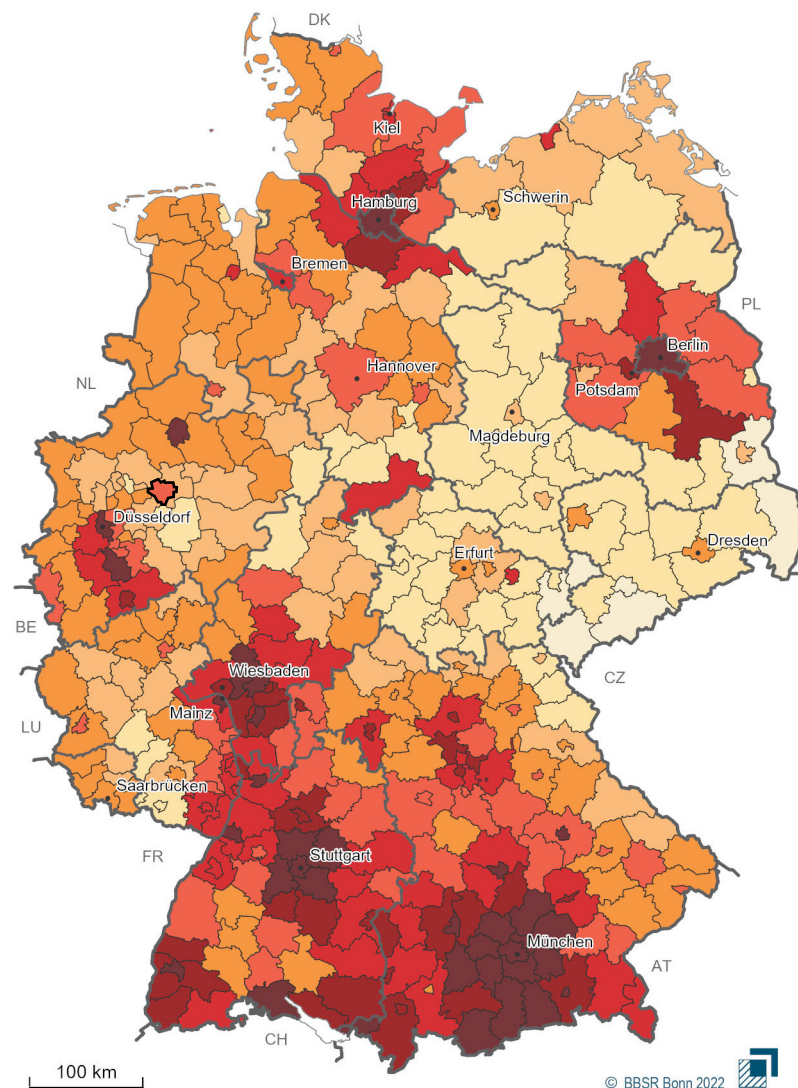 DK
Kiel
Hamburg
Schwerin
Bremen
PL
Berlin
Hannover
Potsdam
NL
Magdeburg
Düsseldorf
Dresden
Erfurt
BE
Wiesbaden
CZ
Mainz
LU
Saarbrücken
FR
Stuttgart
München
AT
CH
100 km
© BBSR Bonn 2022